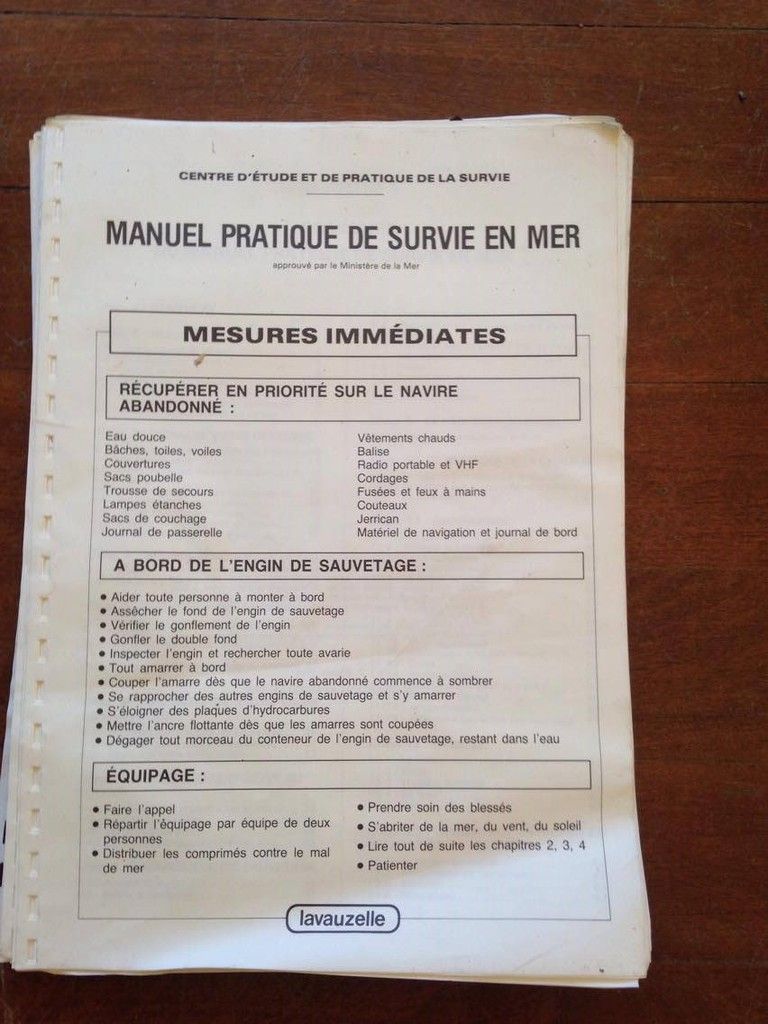 CENTRE D'ÉTUDE ET DE PRATIQUE DE LA SURVIE
MANUEL PRATIQUE DE SURVIE EN MER
approuvé par le Ministère de la Mer
MESURES IMMÉDIATES
RÉCUPÉRER EN PRIORITÉ SUR LE NAVIRE
ABANDONNÉ :
Eau douce
Bâches, toiles, voiles
Couvertures
Sacs poubelle
Trousse de secours
Lampes étanches
Sacs de couchage
Journal de passerelle
Vêtements chauds
Balise
Radio portable et VHF
Cordages
Fusées et feux à mains
Couteaux
Jerrican
Matériel de navigation et journal de bord
A BORD DE L'ENGIN DE SAUVETAGE :
• Aider toute personne à monter à bord
• Assécher le fond de l'engin de sauvetage
• Vérifier le gonflement de l'engin
• Gonfler le double fond
• Inspecter l'engin et rechercher toute avarie
• Tout amarrer à bord
• Couper l'amarre dès que le navire abandonné commence à sombrer
• Se rapprocher des autres engins de sauvetage et s'y amarrer
• S'éloigner des plaques d'hydrocarbures
• Mettre l'ancre flottante dès que les amarres sont coupées
• Dégager tout morceau du conteneur de l'engin de sauvetage, restant dans l'eau
ÉQUIPAGE :
• Faire l'appel
• Répartir l'équipage par équipe de deux
personnes
• Distribuer les comprimés contre le mal
de mer
• Prendre soin des blessés
• S'abriter de la mer, du vent, du soleil
• Lire tout de suite les chapitres 2, 3, 4
• Patienter
lavauzelle